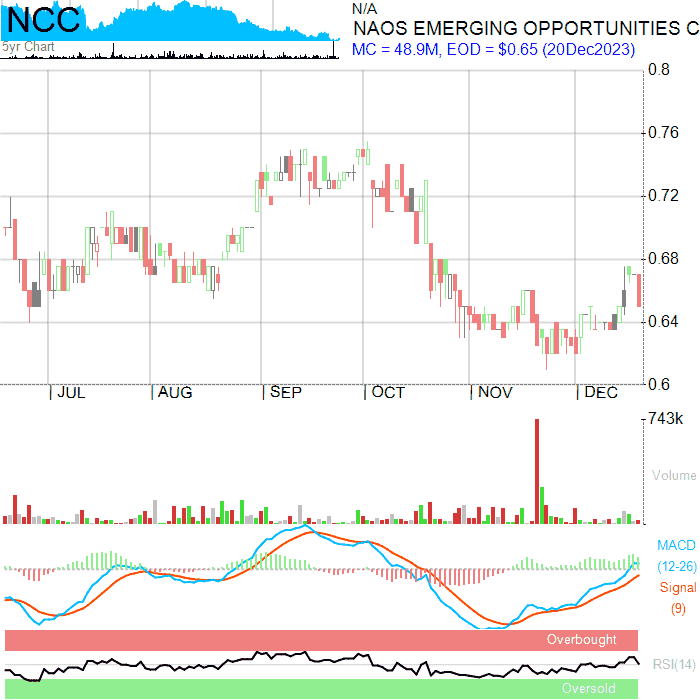 NCC
5yr Chart
N/A
NAOS EMERGING OPPORTUNITIES C
MC = 48.9M, EOD = $0.65 (20Dec2023)
0.8
0.76
0.72
0.68
0.64
0.6
JUL AUG SEP OCT NOV DEC
743k
Volume
MACD
(12-26)
Signal
(9)
Overbought
RSI(14)
Oversold